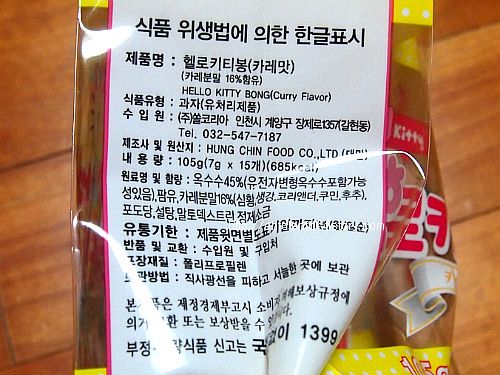 식품 위생법에 의한 한글표시
제품명 : 헬로키티봉(카레맛)
(카레분말 16%함유)
HELLO KITTY BONG(Curry Flavor)
식품유형 : 과자(유처리제품)
수 입 원 : (주)쏠코리아 인천시 계양구 장제로1357(갈현동)
Tel. 032-547-7187
제조사 및 원산지 : HUNG CHIN FOOD CO.,LTD (대만)
내 용 량 : 105g(7g x 15개)(685kcal)
원료명 및 함량 : 옥수수45%(유전자변형옥수수포함가능
성있음),팜유,카레분말16%(심황,생강,코리앤더,쿠민,후추),
포도당,설탕,말토덱스트린,정제소금
유통기한 : 제품윗면별도표기일까지(년/월/일순)
반품 및 교환 : 수입원 및 구입처
포장재질 : 폴리프로필렌
보관방법 : 직사광선을 피하고 서늘한 곳에 보관
본 제품은 재정경제부고시 소비자 규정에
의거 교환 또는 보상받을 수
부정 식품 신고는 국 없이 1399
Kitty
로키